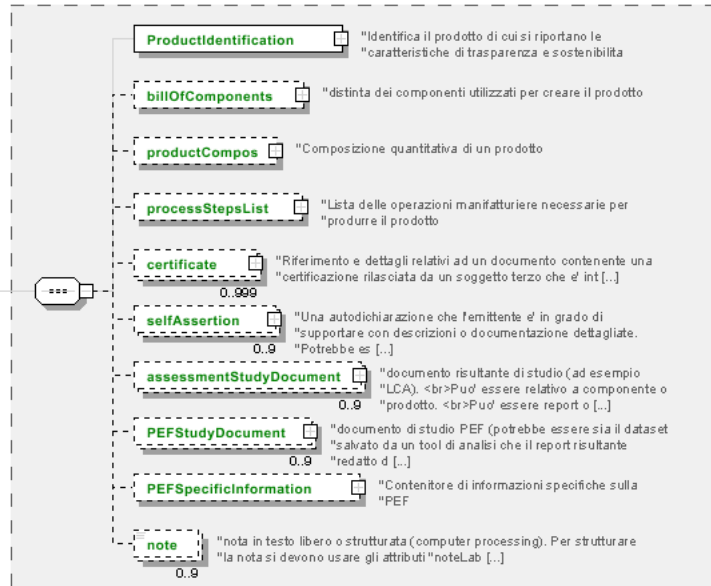 ProductIdentification
"Identifica il prodotto di cui si riportano le
"caratteristiche di trasparenza e sostenibilita
billOfComponents
"distinta dei componenti utilizzati per creare il prodotto
productCompos
"Composizione quantitativa di un prodotto
processStepsList
"Lista delle operazioni manifatturiere necessarie per
"produrre il prodotto
certificate
"Riferimento e dettagli relativi ad un documento contenente una
"certificazione rilasciata da un soggetto terzo che e' int [...]
0..999
selfAssertion
"Una autodichiarazione che l'emittente e' in grado di
"supportare con descrizioni o documentazione dettagliate.
"Potrebbe es [...]
0..9
assessmentStudyDocument
"documento risultante di studio (ad esempio
"LCA). <br>Puo' essere relativo a componente o
"prodotto. <br>Puo' essere report o [...]
0..9
PEFStudyDocument
"documento di studio PEF (potrebbe essere sia il dataset
"salvato da un tool di analisi che il report risultante
"redatto d [...]
0..9
PEFSpecificInformation
"Contenitore di informazioni specifiche sulla
"PEF
note
"nota in testo libero o strutturata (computer processing). Per strutturare
"la nota si devono usare gli attributi "noteLab [...]
0..9